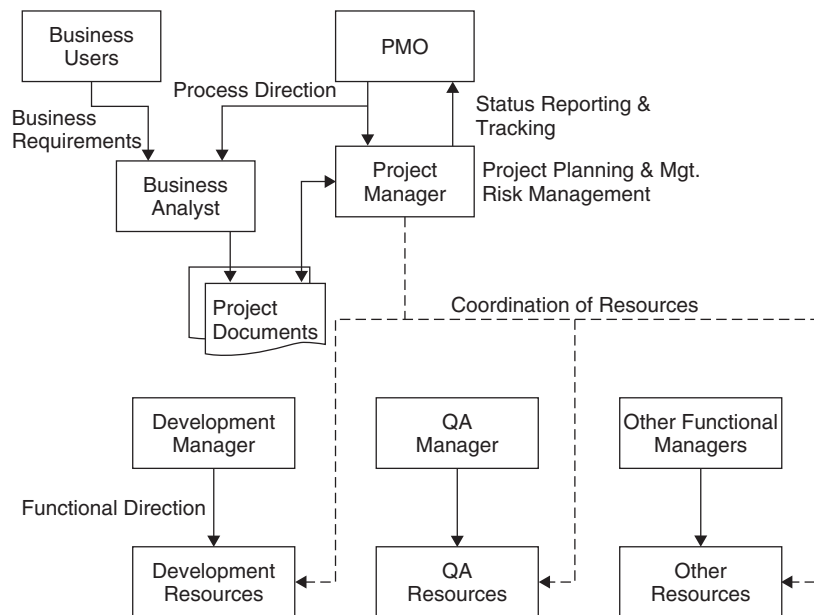 Business
Users
PMO
Process Direction
Status Reporting &
Tracking
Business
Requirements
Business
Analyst
Project
Manager
Project Planning & Mgt.
Risk Management
Project
Documents
Coordination of Resources
Development
Manager
QA
Manager
Other Functional
Managers
Functional Direction
Development
Resources
QA
Resources
Other
Resources